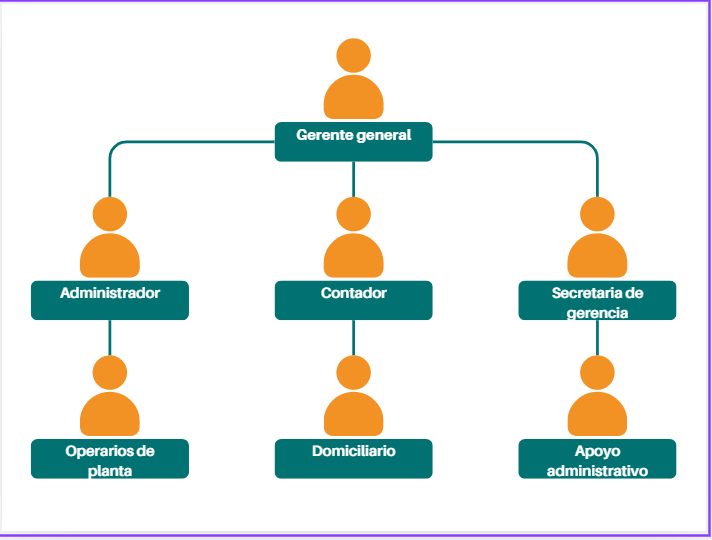 Gerente general
Administrador
Contador
Secretaria de
gerencia
Operarios de
planta
Domiciliario
Apoyo
administrativo